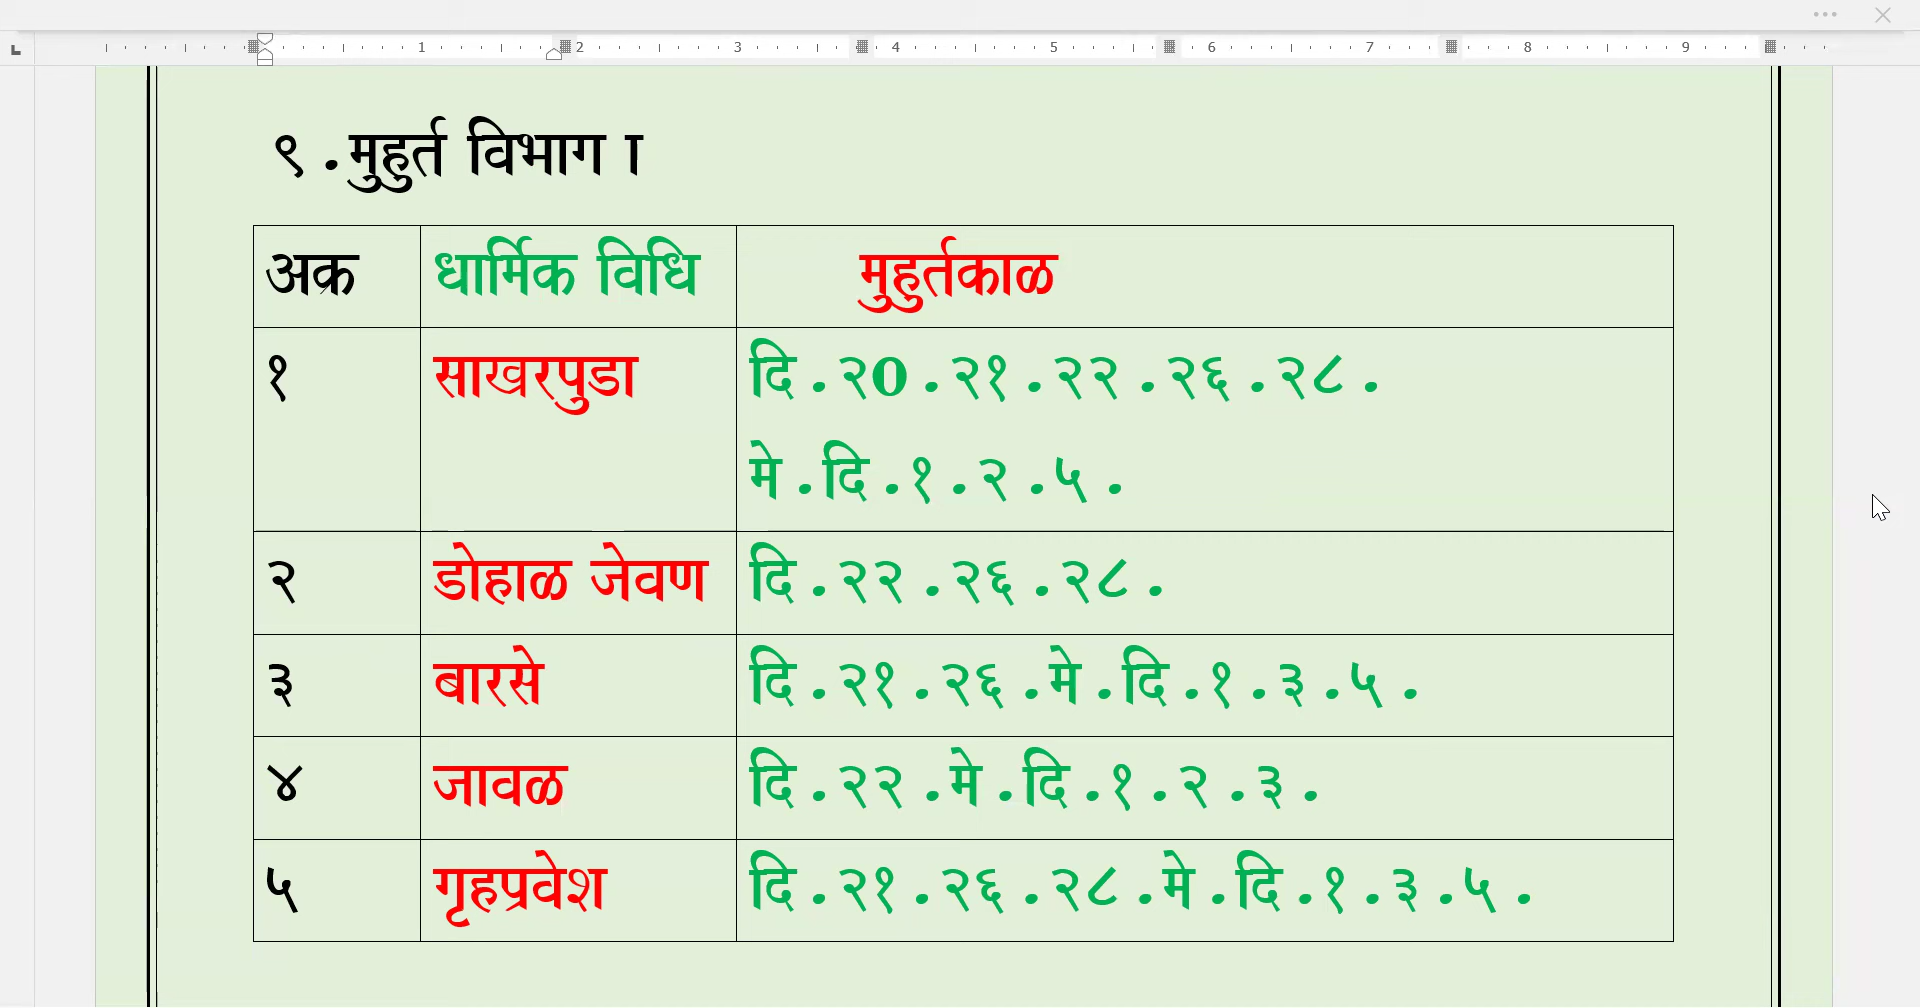 1 2 3 4 5 6 7 8 9
९.मुहुर्त विभाग ा
अक्र धार्मिक विधि मुहुर्तकाळ
१ साखरपुडा दि.२0.२१.२२.२६.२८.
मे.दि.१.२.५.
२ डोहाळ जेवण दि.२२.२६.२८.
३ बारसे दि.२१.२६.मे.दि.१.३.५.
४ जावळ दि.२२.मे.दि.१.२.३.
५ गृहप्रवेश दि.२१.२६.२८.मे.दि.१.३.५.